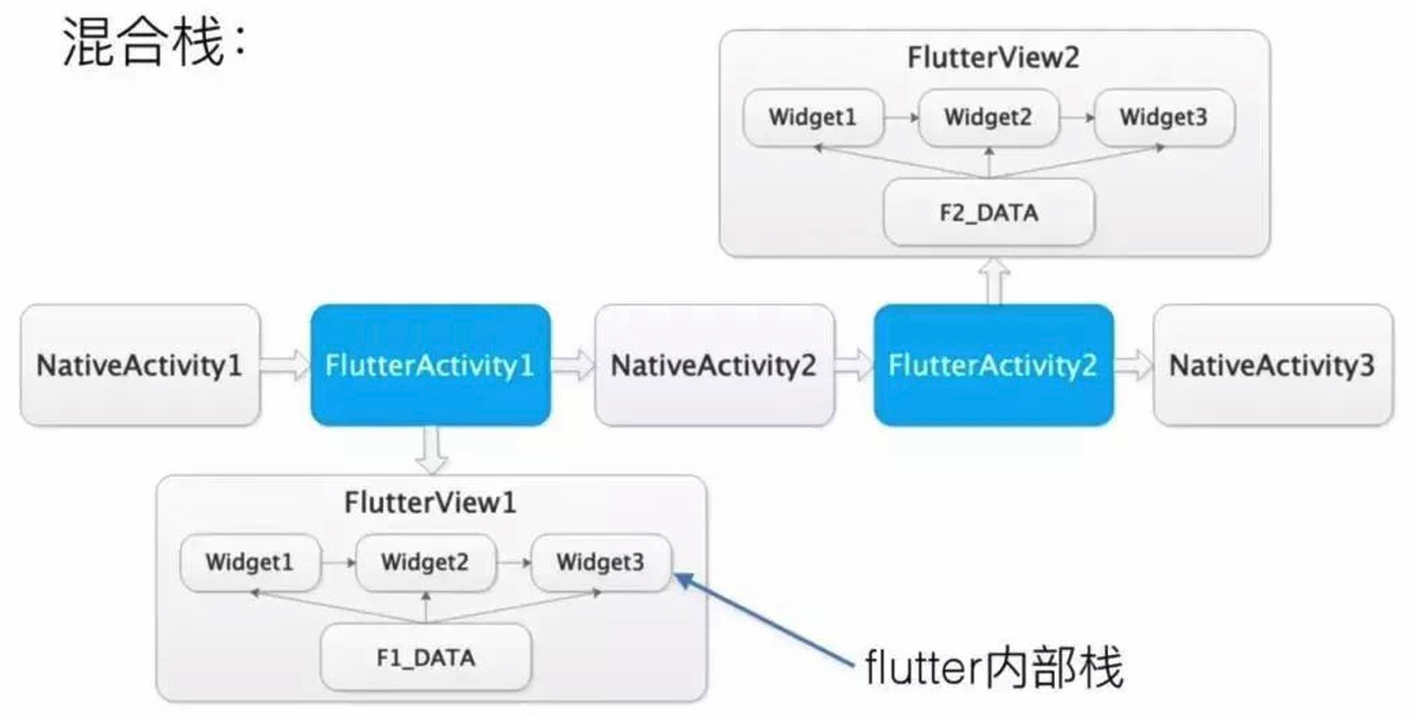 混合栈：
FlutterView2
Widget1
Widget2
Widget3
F2_DATA
NativeActivity1
FlutterActivity1
NativeActivity2
FlutterActivity2
NativeActivity3
FlutterView1
Widget1
Widget2
Widget3
F1_DATA
flutter内部栈